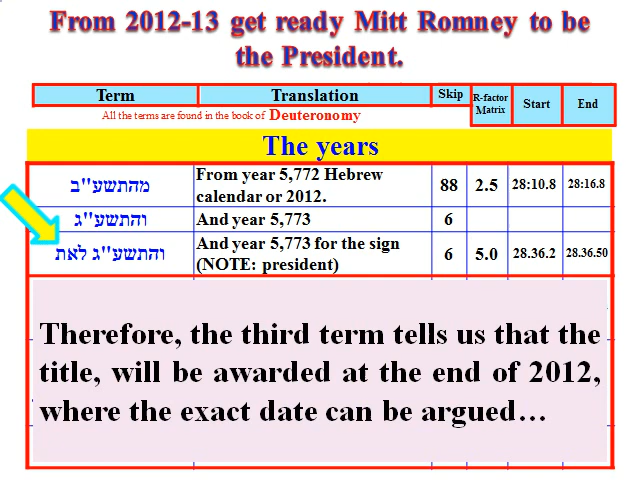 From 2012-13 get ready Mitt Romney to be
the President.
Term Translation Skip R-factor Matrix Start End
All the terms are found in the book of Deuteronomy
The years
מהתשע"ב From year 5,772 Hebrew calendar or 2012. 88 2.5 28:10.8 28:16.8
והתשע"ג And year 5,773 6
והתשע"ג לאת And year 5,773 for the sign (NOTE: president) 6 5.0 28.36.2 28.36.50
Therefore, the third term tells us that the
title, will be awarded at the end of 2012,
where the exact date can be argued…